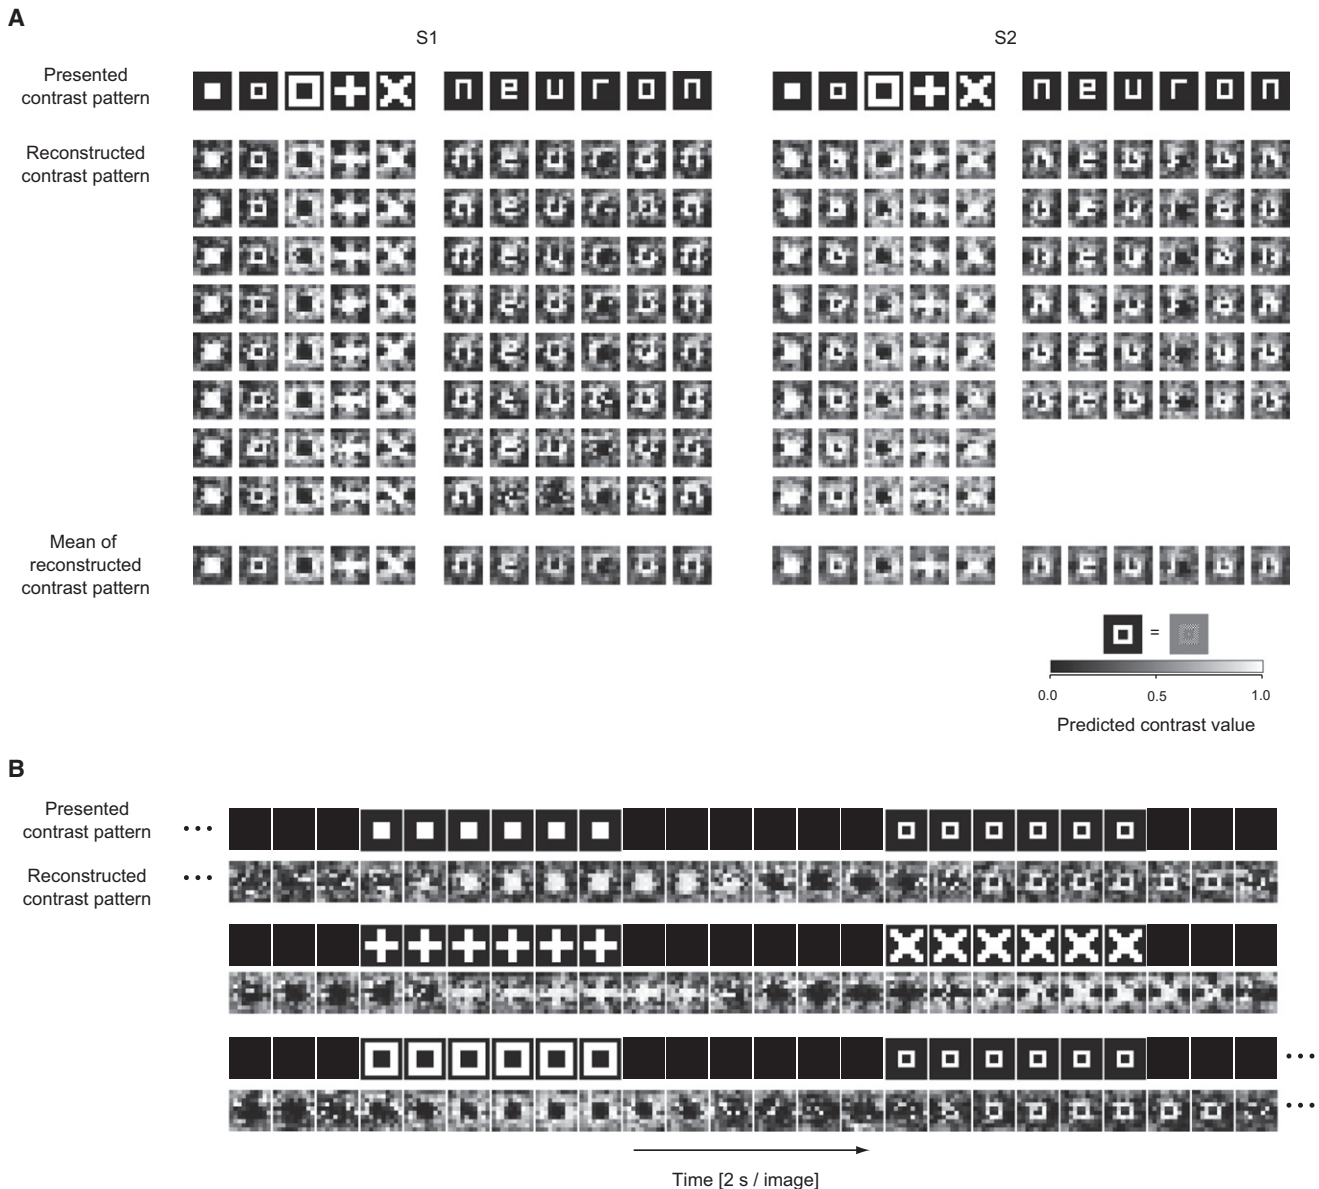 A
S1
S2
Presented
contrast pattern
n e u r o n
n e u r o n
Reconstructed
contrast pattern
Mean of
reconstructed
contrast pattern
=
0.0
0.5
1.0
Predicted contrast value
B
Presented
contrast pattern
Reconstructed
contrast pattern
Time [2 s / image]